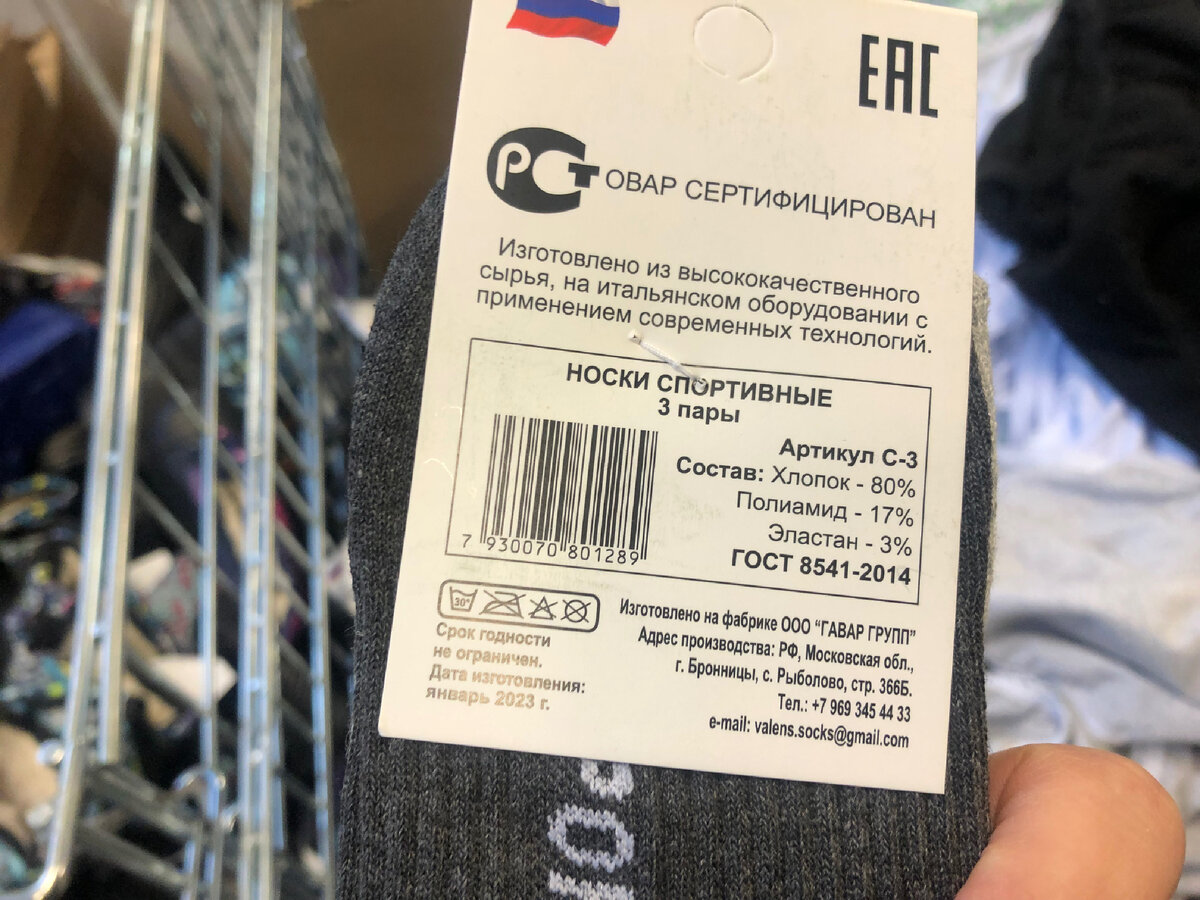 ЕАС
РСТ ОВАР СЕРТИФИЦИРОВАН
Изготовлено из высококачественного
сырья, на итальянском оборудовании с
применением современных технологий.
НОСКИ СПОРТИВНЫЕ
3 пары
Артикул С-3
Состав: Хлопок - 80%
Полиамид - 17%
Эластан - 3%
ГОСТ 8541-2014
7 930070 801289
30°
Срок годности
не ограничен.
Дата изготовления:
январь 2023 г.
Изготовлено на фабрике ООО "ГАВАР ГРУПП"
Адрес производства: РФ, Московская обл.,
г. Бронницы, с. Рыболово, стр. 366Б.
Тел.: +7 969 345 44 33
e-mail: valens.socks@gmail.com